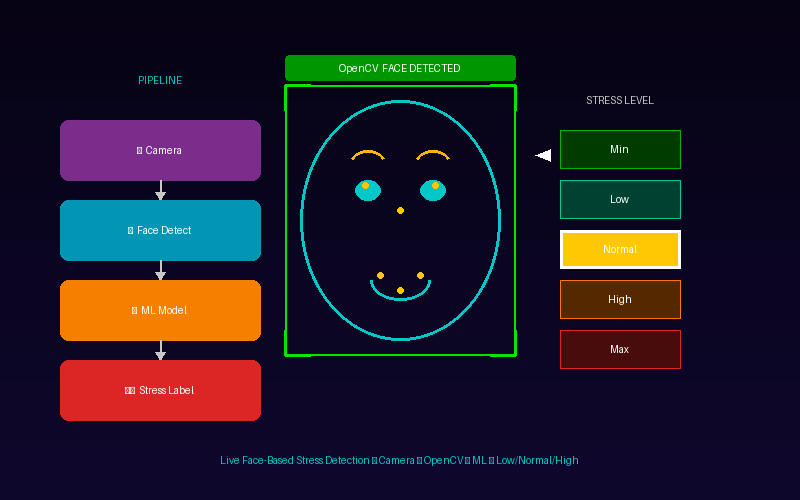 OpenCV FACE DETECTED
PIPELINE
Camera
Face Detect
ML Model
Stress Label
STRESS LEVEL
Min
Low
Normal
High
Max
Live Face-Based Stress Detection Camera OpenCV ML Low/Normal/High